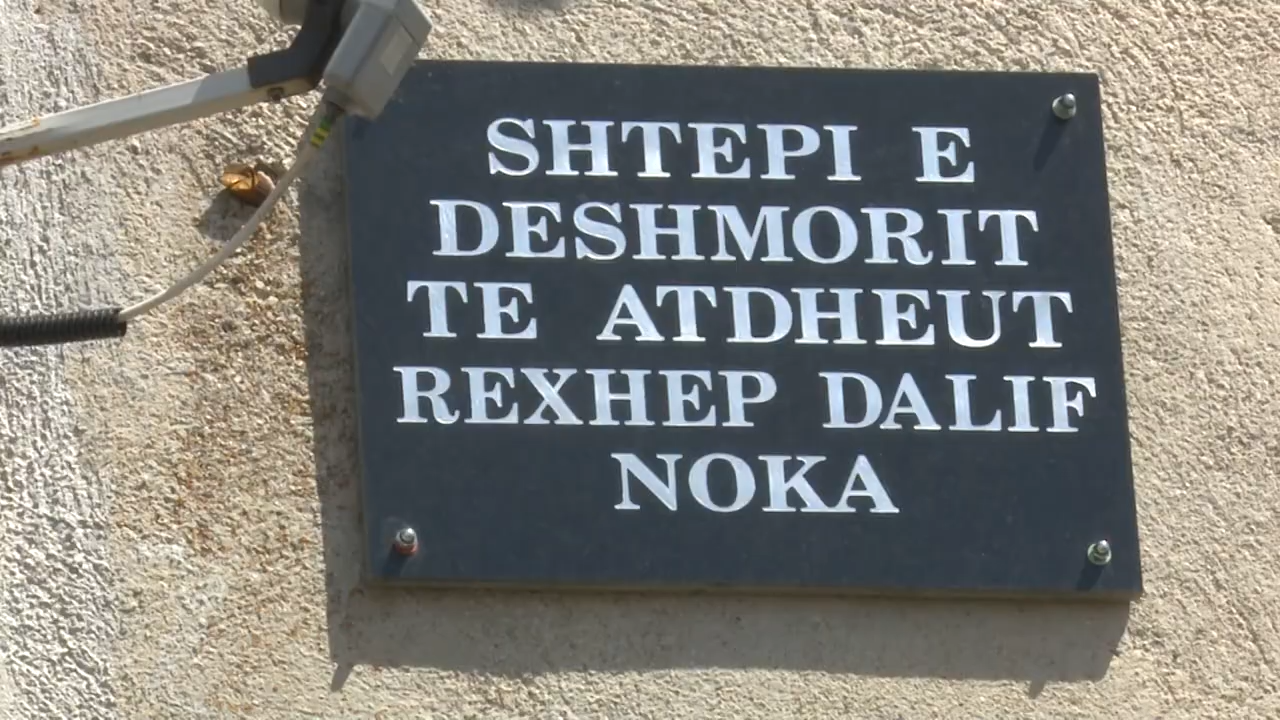 SHTEPI E
DESHMORIT
TE ATDHEUT
REXHEP DALIF
NOKA